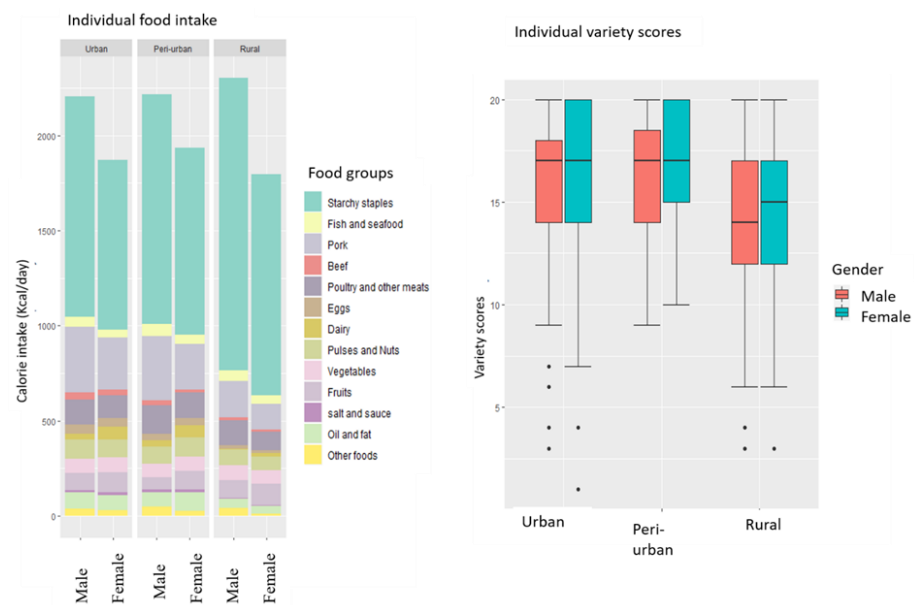 Individual food intake
Urban
Peri-urban
Rural
Calorie intake (Kcal/day)
2000
1500
1000
500
0
Male
Female
Male
Female
Male
Female
Food groups
Starchy staples
Fish and seafood
Pork
Beef
Poultry and other meats
Eggs
Dairy
Pulses and Nuts
Vegetables
Fruits
salt and sauce
Oil and fat
Other foods
Individual variety scores
Variety scores
20
15
10
5
Urban
Peri-
urban
Rural
Gender
Male
Female